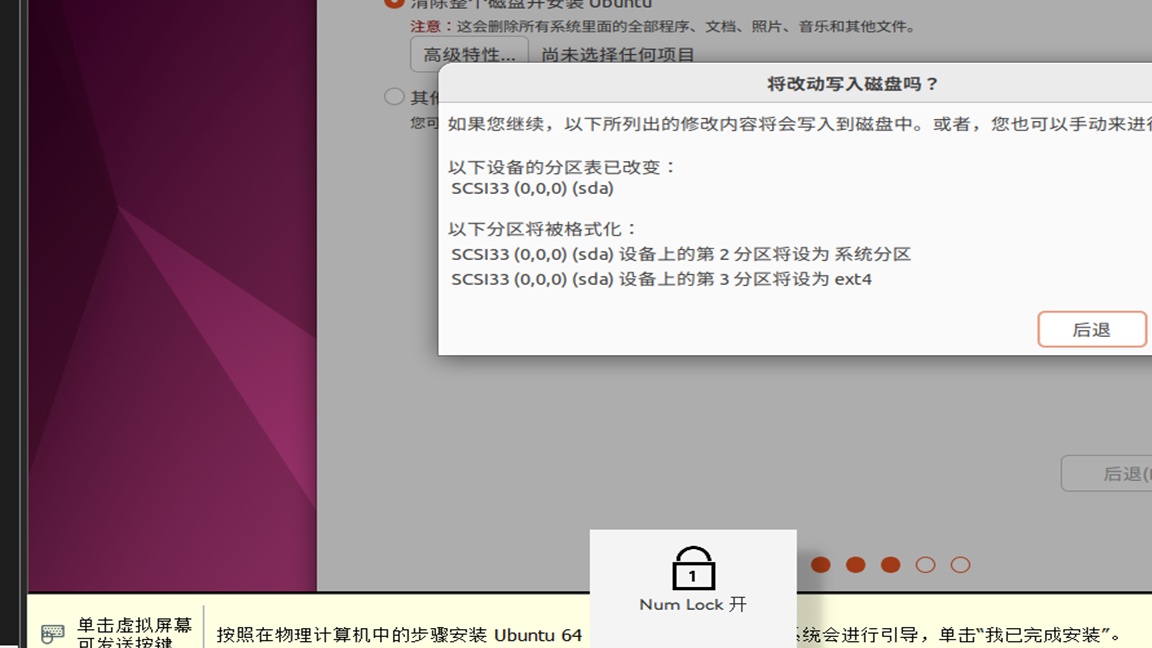 清除整个磁盘并安装 Ubuntu
注意：这会删除所有系统里面的全部程序、文档、照片、音乐和其他文件。
高级特性... 尚未选择任何项目
将改动写入磁盘吗？
其他
您可
如果您继续，以下所列出的修改内容将会写入到磁盘中。或者，您也可以手动来进行
以下设备的分区表已改变：
SCSI33 (0,0,0) (sda)
以下分区将被格式化：
SCSI33 (0,0,0) (sda) 设备上的第 2 分区将设为 系统分区
SCSI33 (0,0,0) (sda) 设备上的第 3 分区将设为 ext4
后退
后退(
1
Num Lock 开
单击虚拟屏幕
可发送按键
按照在物理计算机中的步骤安装 Ubuntu 64
系统会进行引导，单击“我已完成安装”。